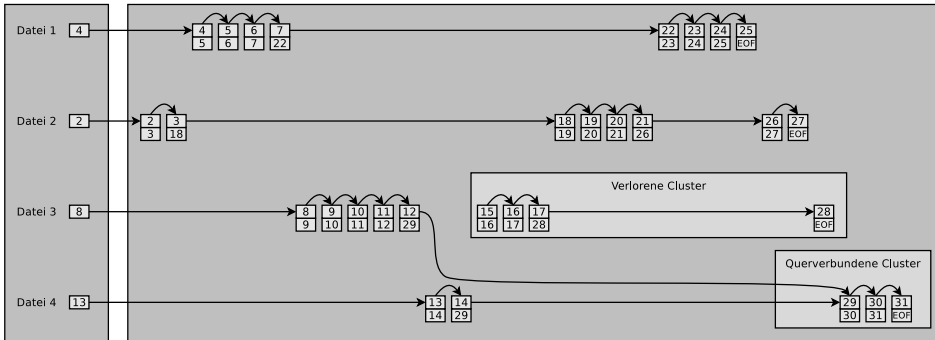 Datei 1 4 4 5 6 7 22 23 24 25
5 6 7 22 23 24 25 EOF
Datei 2 2 2 3 18 19 20 21 26 27
3 18 19 20 21 26 27 EOF
Verlorene Cluster
Datei 3 8 8 9 10 11 12 15 16 17 28
9 10 11 12 29 16 17 28 EOF
Querverbundene Cluster
Datei 4 13 13 14 29 30 31
14 29 30 31 EOF